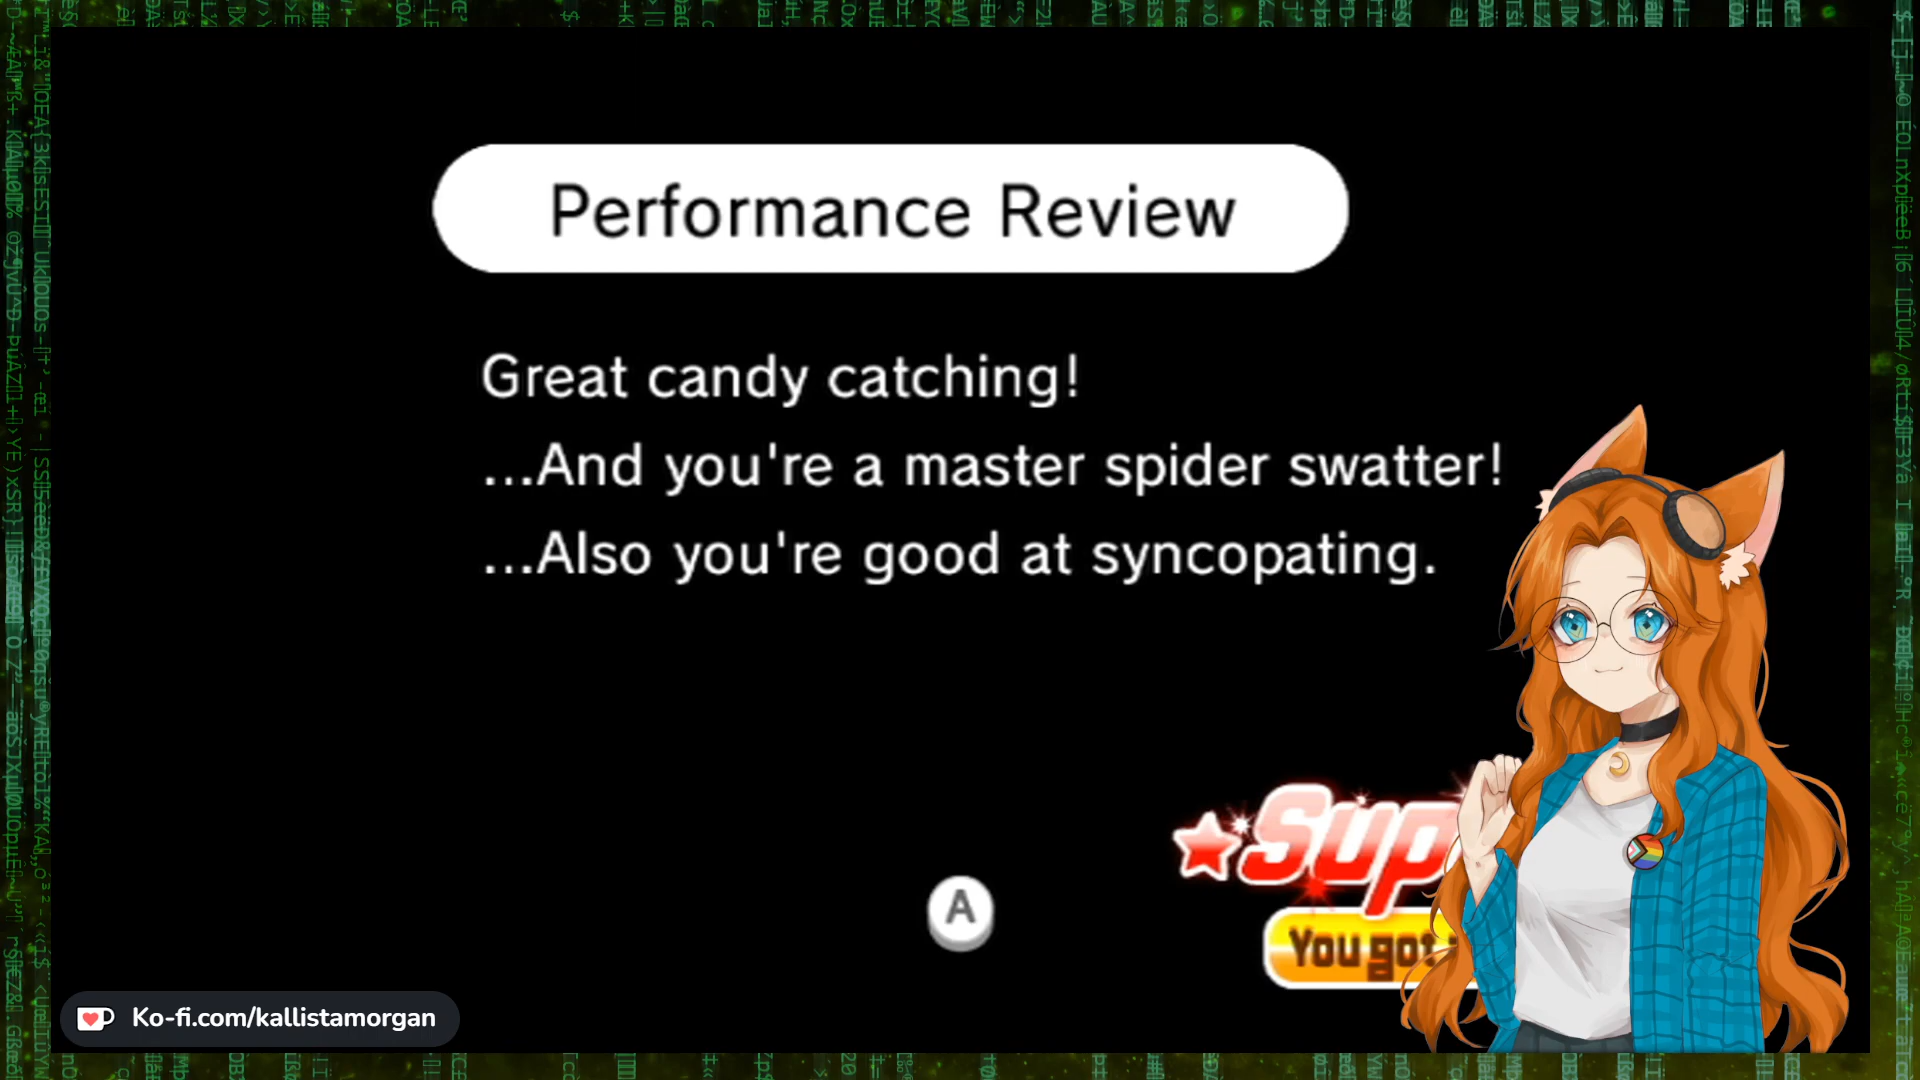 Performance Review
Great candy catching!
...And you're a master spider swatter!
...Also you're good at syncopating.
Sup
You got
A
Ko-fi.com/kallistamorgan